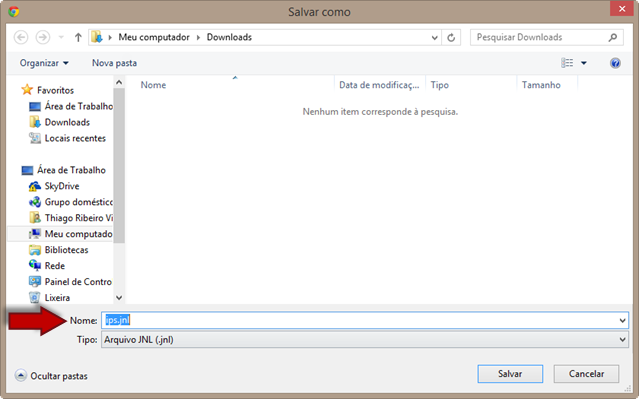 Salvar como
Meu computador Downloads
Pesquisar Downloads
Organizar Nova pasta
Favoritos
Área de Trabalho
Downloads
Locais recentes
Área de Trabalho
SkyDrive
Grupo doméstic
Thiago Ribeiro Vi
Meu computado
Bibliotecas
Rede
Painel de Contro
Lixeira
Nome Data de modificaç... Tipo Tamanho
Nenhum item corresponde à pesquisa.
Nome: ips.jnl
Tipo: Arquivo JNL (.jnl)
Ocultar pastas
Salvar Cancelar